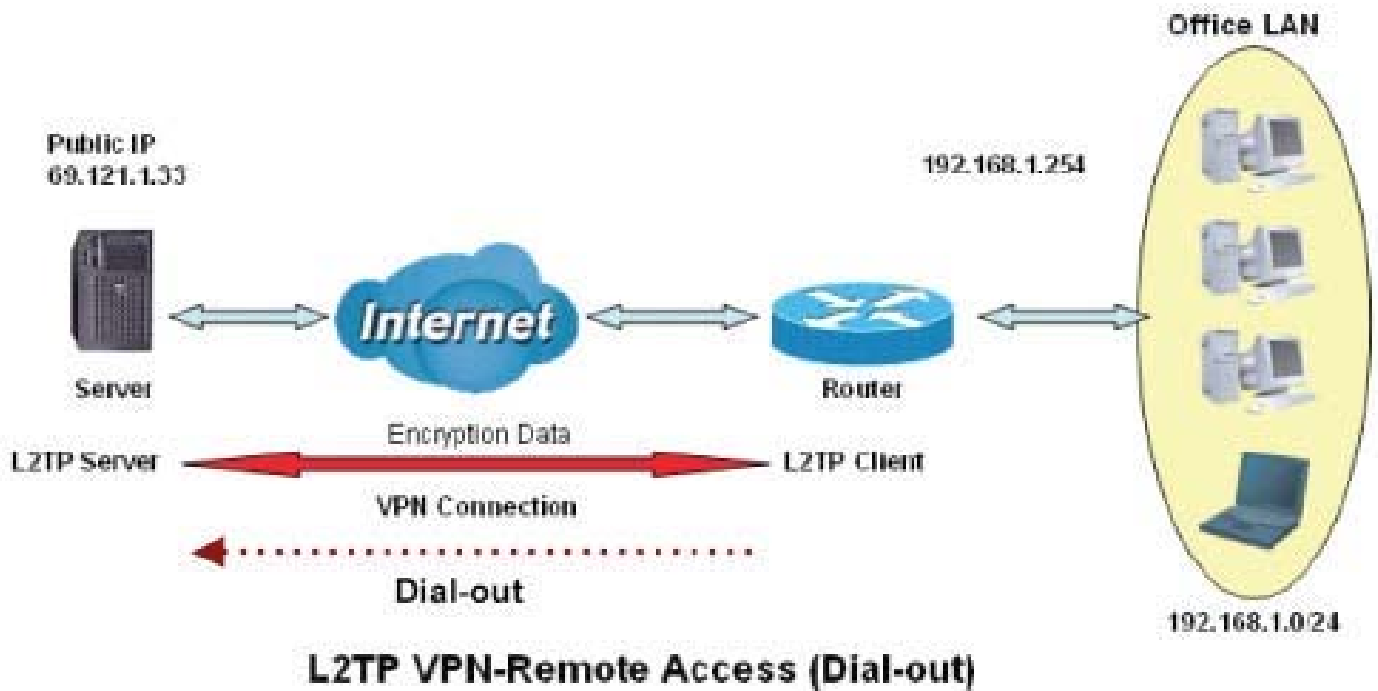 Office LAN
Public IP
69.121.1.33
192.168.1.254
Internet
Server
Router
Encryption Data
L2TP Server
L2TP Client
VPN Connection
Dial-out
192.168.1.0/24
L2TP VPN-Remote Access (Dial-out)